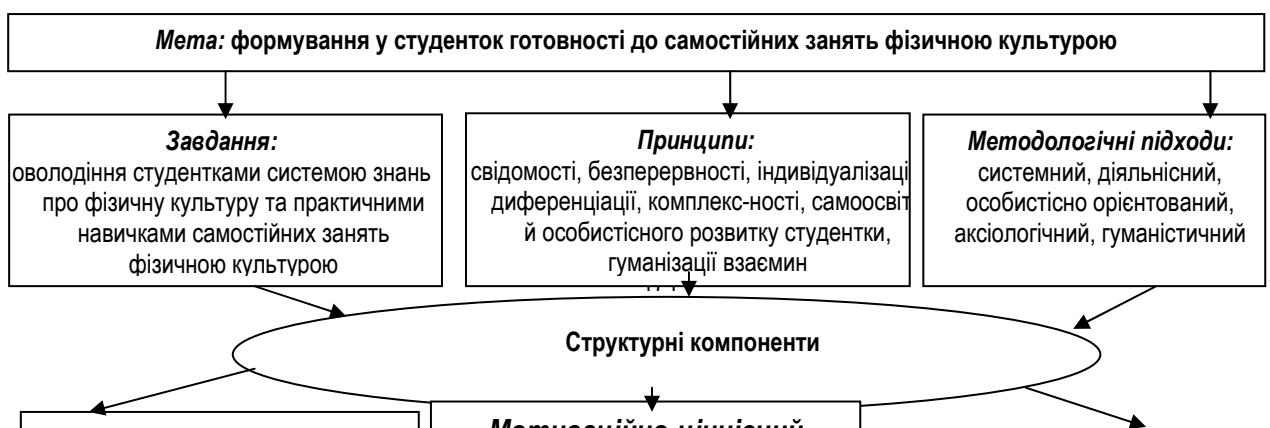 Мета: формування у студенток готовності до самостійних занять фізичною культурою
Завдання:
оволодіння студентками системою знань
про фізичну культуру та практичними
навичками самостійних занять
фізичною культурою
Принципи:
свідомості, безперервності, індивідуалізаці
диференціації, комплекс-ності, самоосвіт
й особистісного розвитку студентки,
гуманізації взаємин
Методологічні підходи:
системний, діяльнісний,
особистісно орієнтований,
аксіологічний, гуманістичний
Структурні компоненти